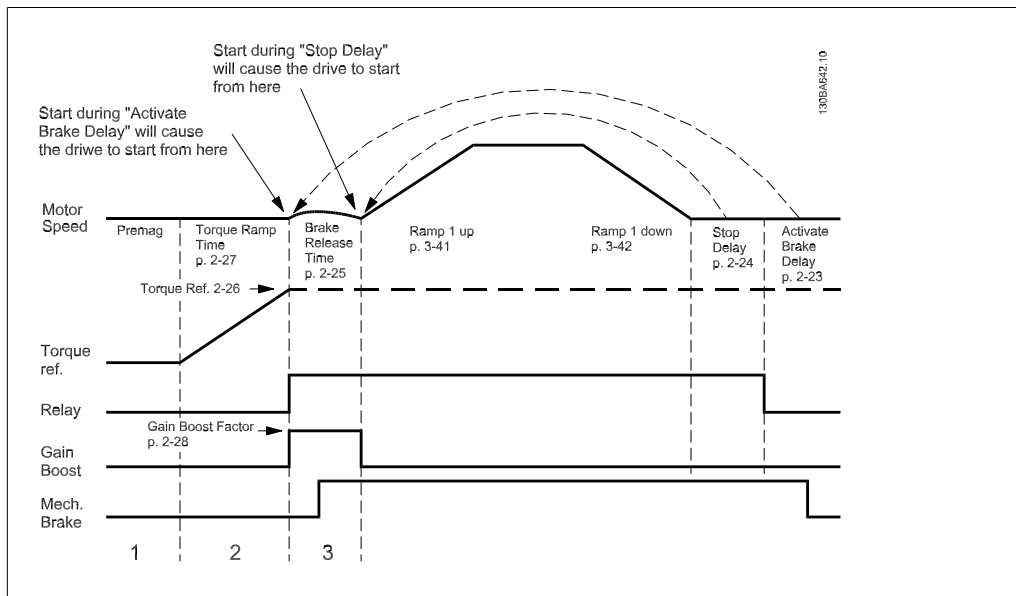 Start during "Stop Delay"
will cause the drive to start
from here
130BA642.10
Start during "Activate
Brake Delay" will cause
the driwe to start from here
Motor
Speed
Premag
Torque Ramp
Time
p. 2-27
Brake
Release
Time
p. 2-25
Ramp 1 up
p. 3-41
Ramp 1 down
p. 3-42
Stop
Delay
p. 2-24
Activate
Brake
Delay
p. 2-23
Torque Ref. 2-26
Torque
ref.
Relay
Gain Boost Factor
p. 2-28
Gain
Boost
Mech.
Brake
1
2
3